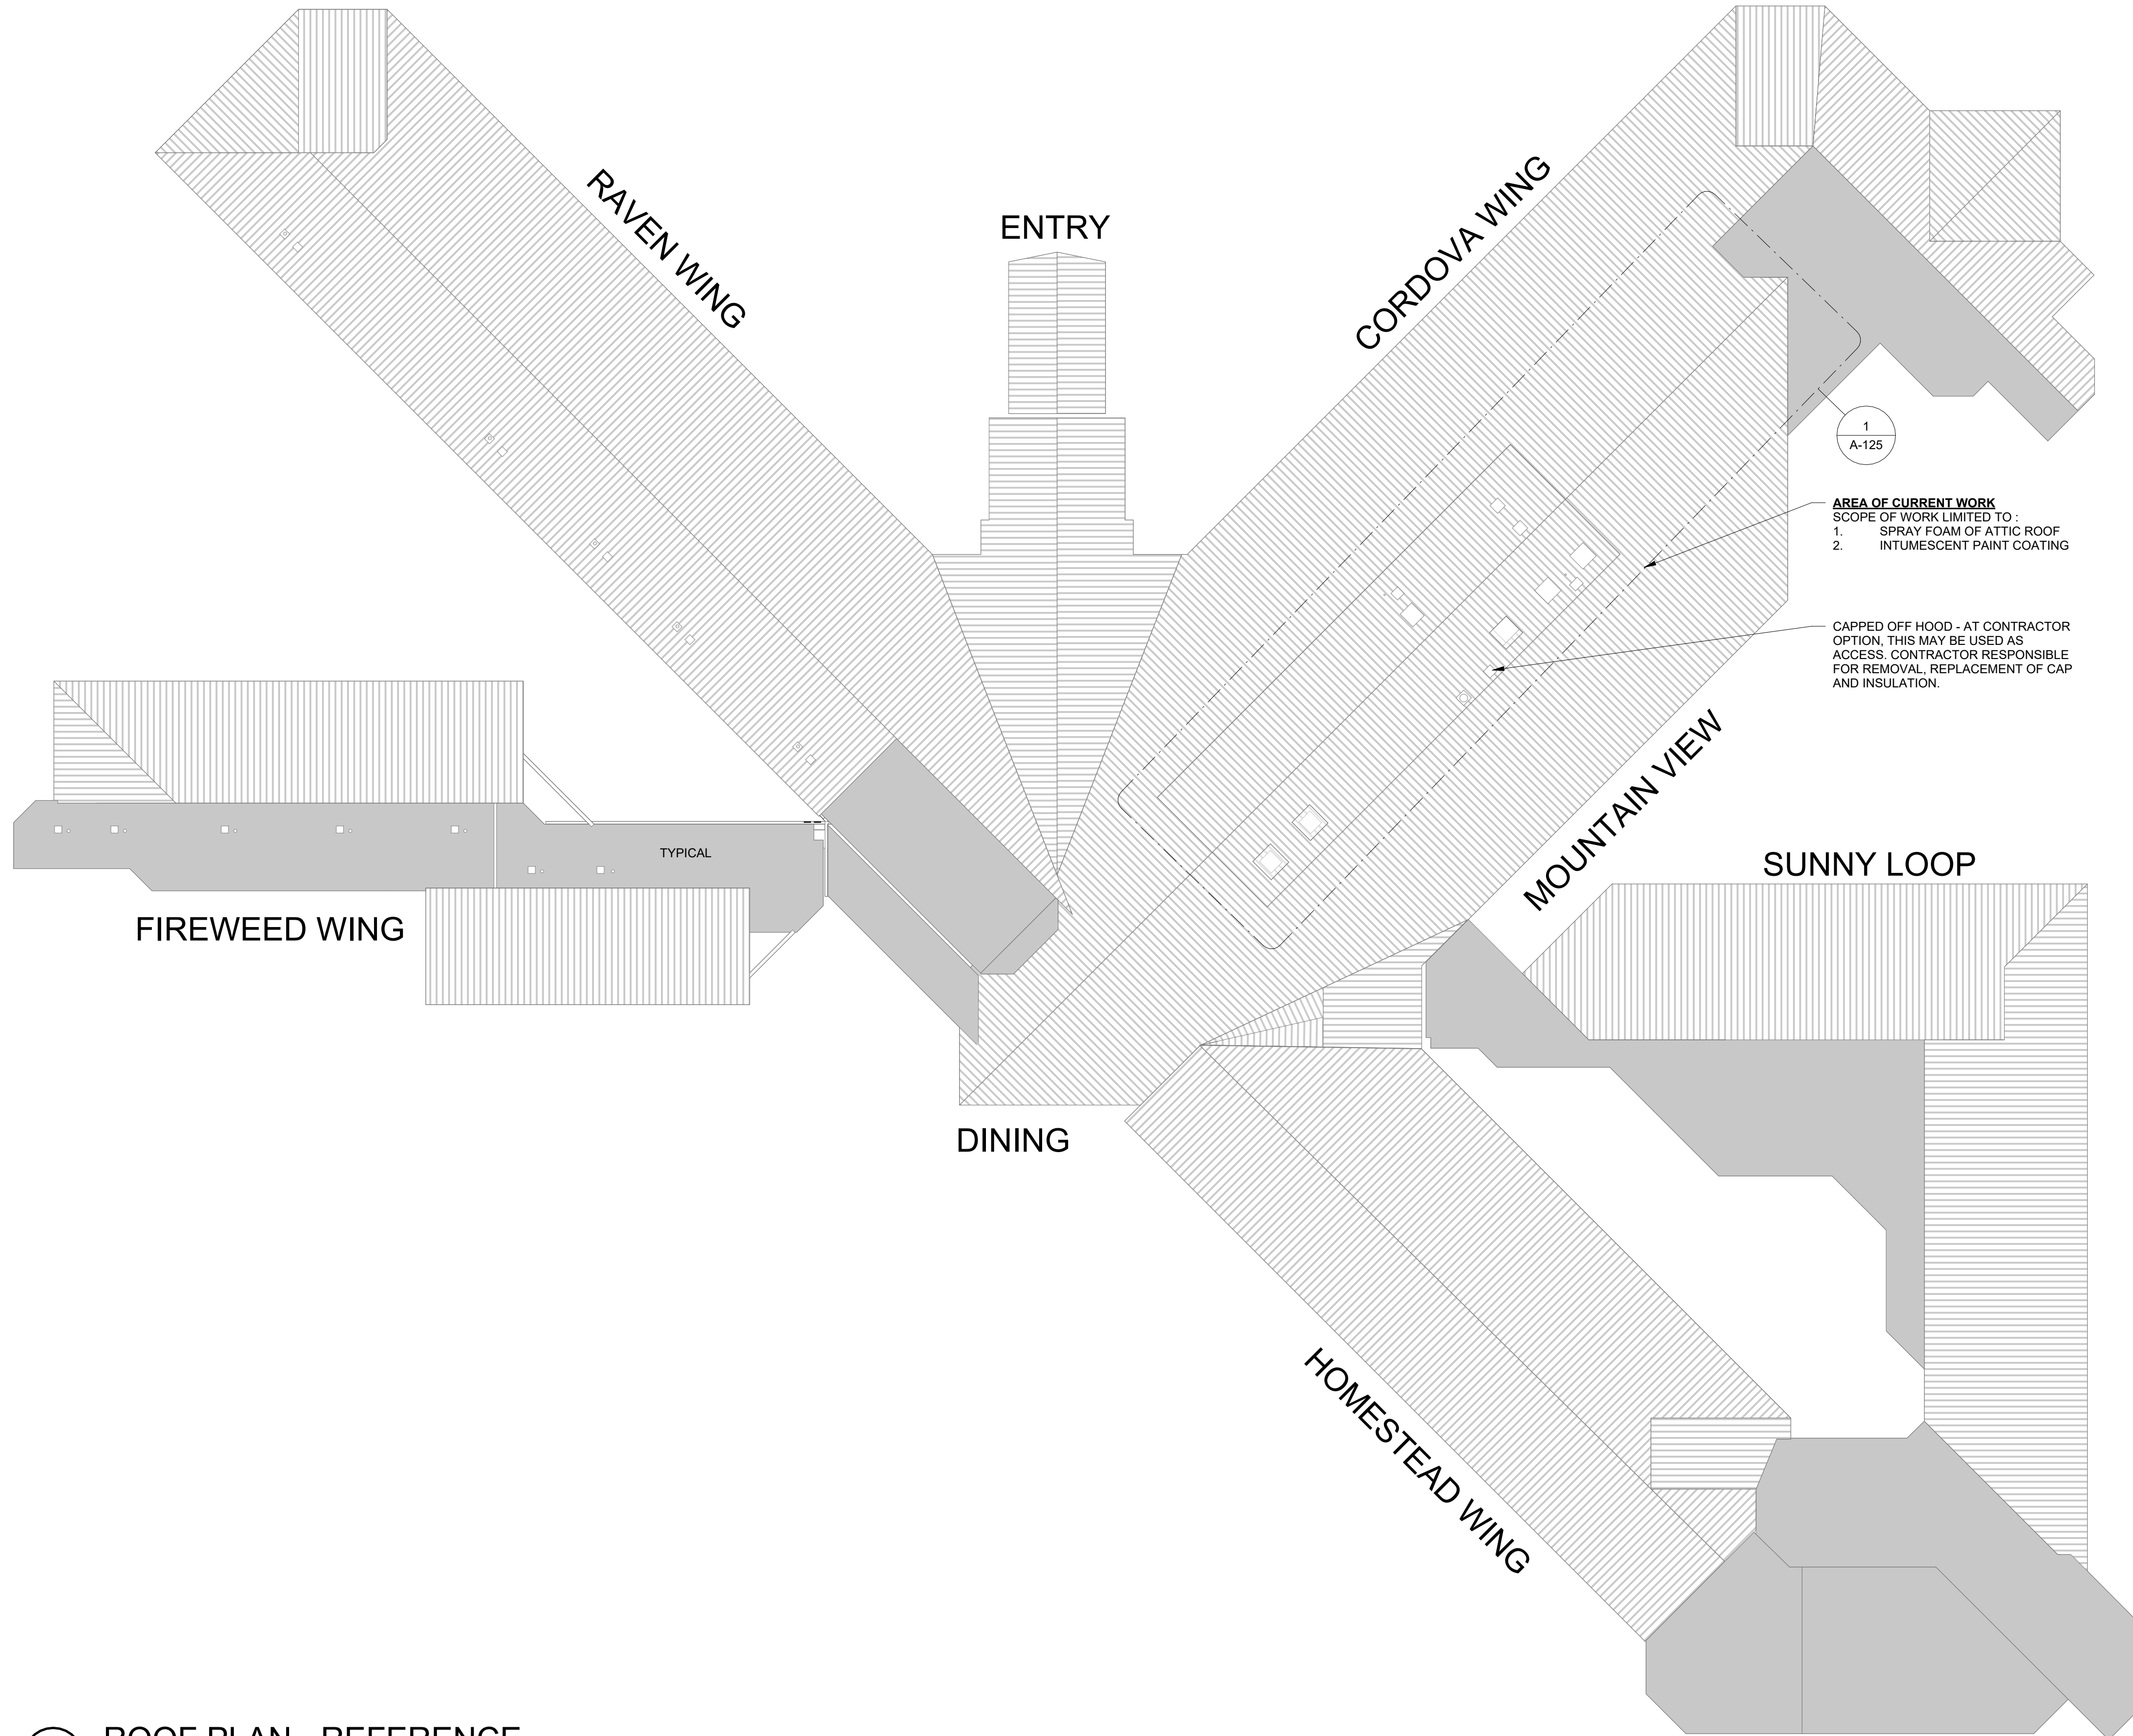 RAVEN WING
ENTRY
CORDOVA WING
1
A-125
AREA OF CURRENT WORK
SCOPE OF WORK LIMITED TO :
1. SPRAY FOAM OF ATTIC ROOF
2. INTUMESCENT PAINT COATING
CAPPED OFF HOOD - AT CONTRACTOR
OPTION, THIS MAY BE USED AS
ACCESS. CONTRACTOR RESPONSIBLE
FOR REMOVAL, REPLACEMENT OF CAP
AND INSULATION.
MOUNTAIN VIEW
SUNNY LOOP
TYPICAL
FIREWEED WING
DINING
HOMESTEAD WING
ROOF PLAN - REFERENCE